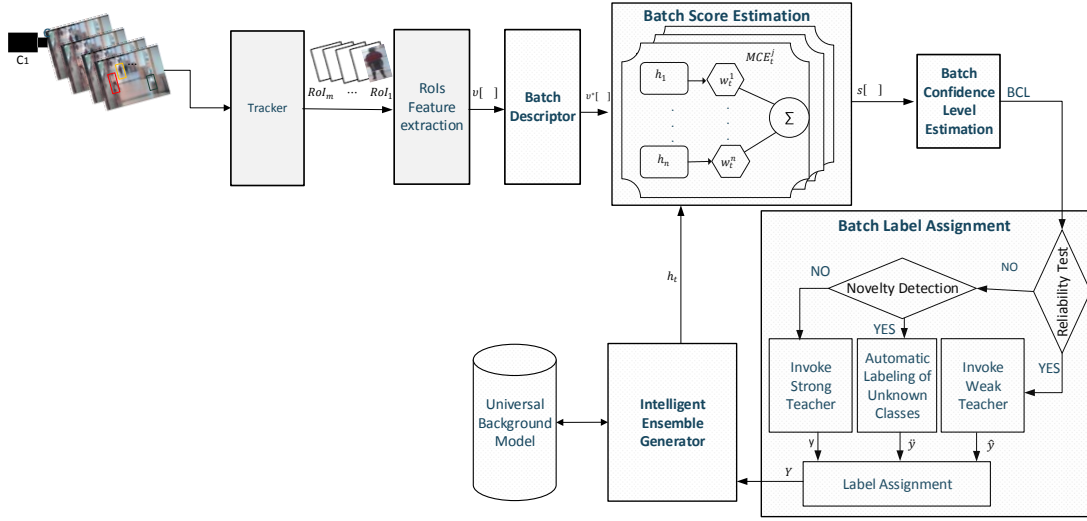 C1
Tracker
RoI_m ... RoI_1
RoIs
Feature
extraction
v[ ]
Batch
Descriptor
v*[ ]
Batch Score Estimation
MCE_t^j
h_1
w_t^1
Σ
h_n
w_t^n
s[ ]
Batch
Confidence
Level
Estimation
BCL
Batch Label Assignment
Reliability Test
NO
Novelty Detection
NO
YES
YES
Invoke
Strong
Teacher
Automatic
Labeling of
Unknown
Classes
Invoke
Weak
Teacher
y
ÿ
ŷ
Label Assignment
Y
h_t
Universal
Background
Model
Intelligent
Ensemble
Generator